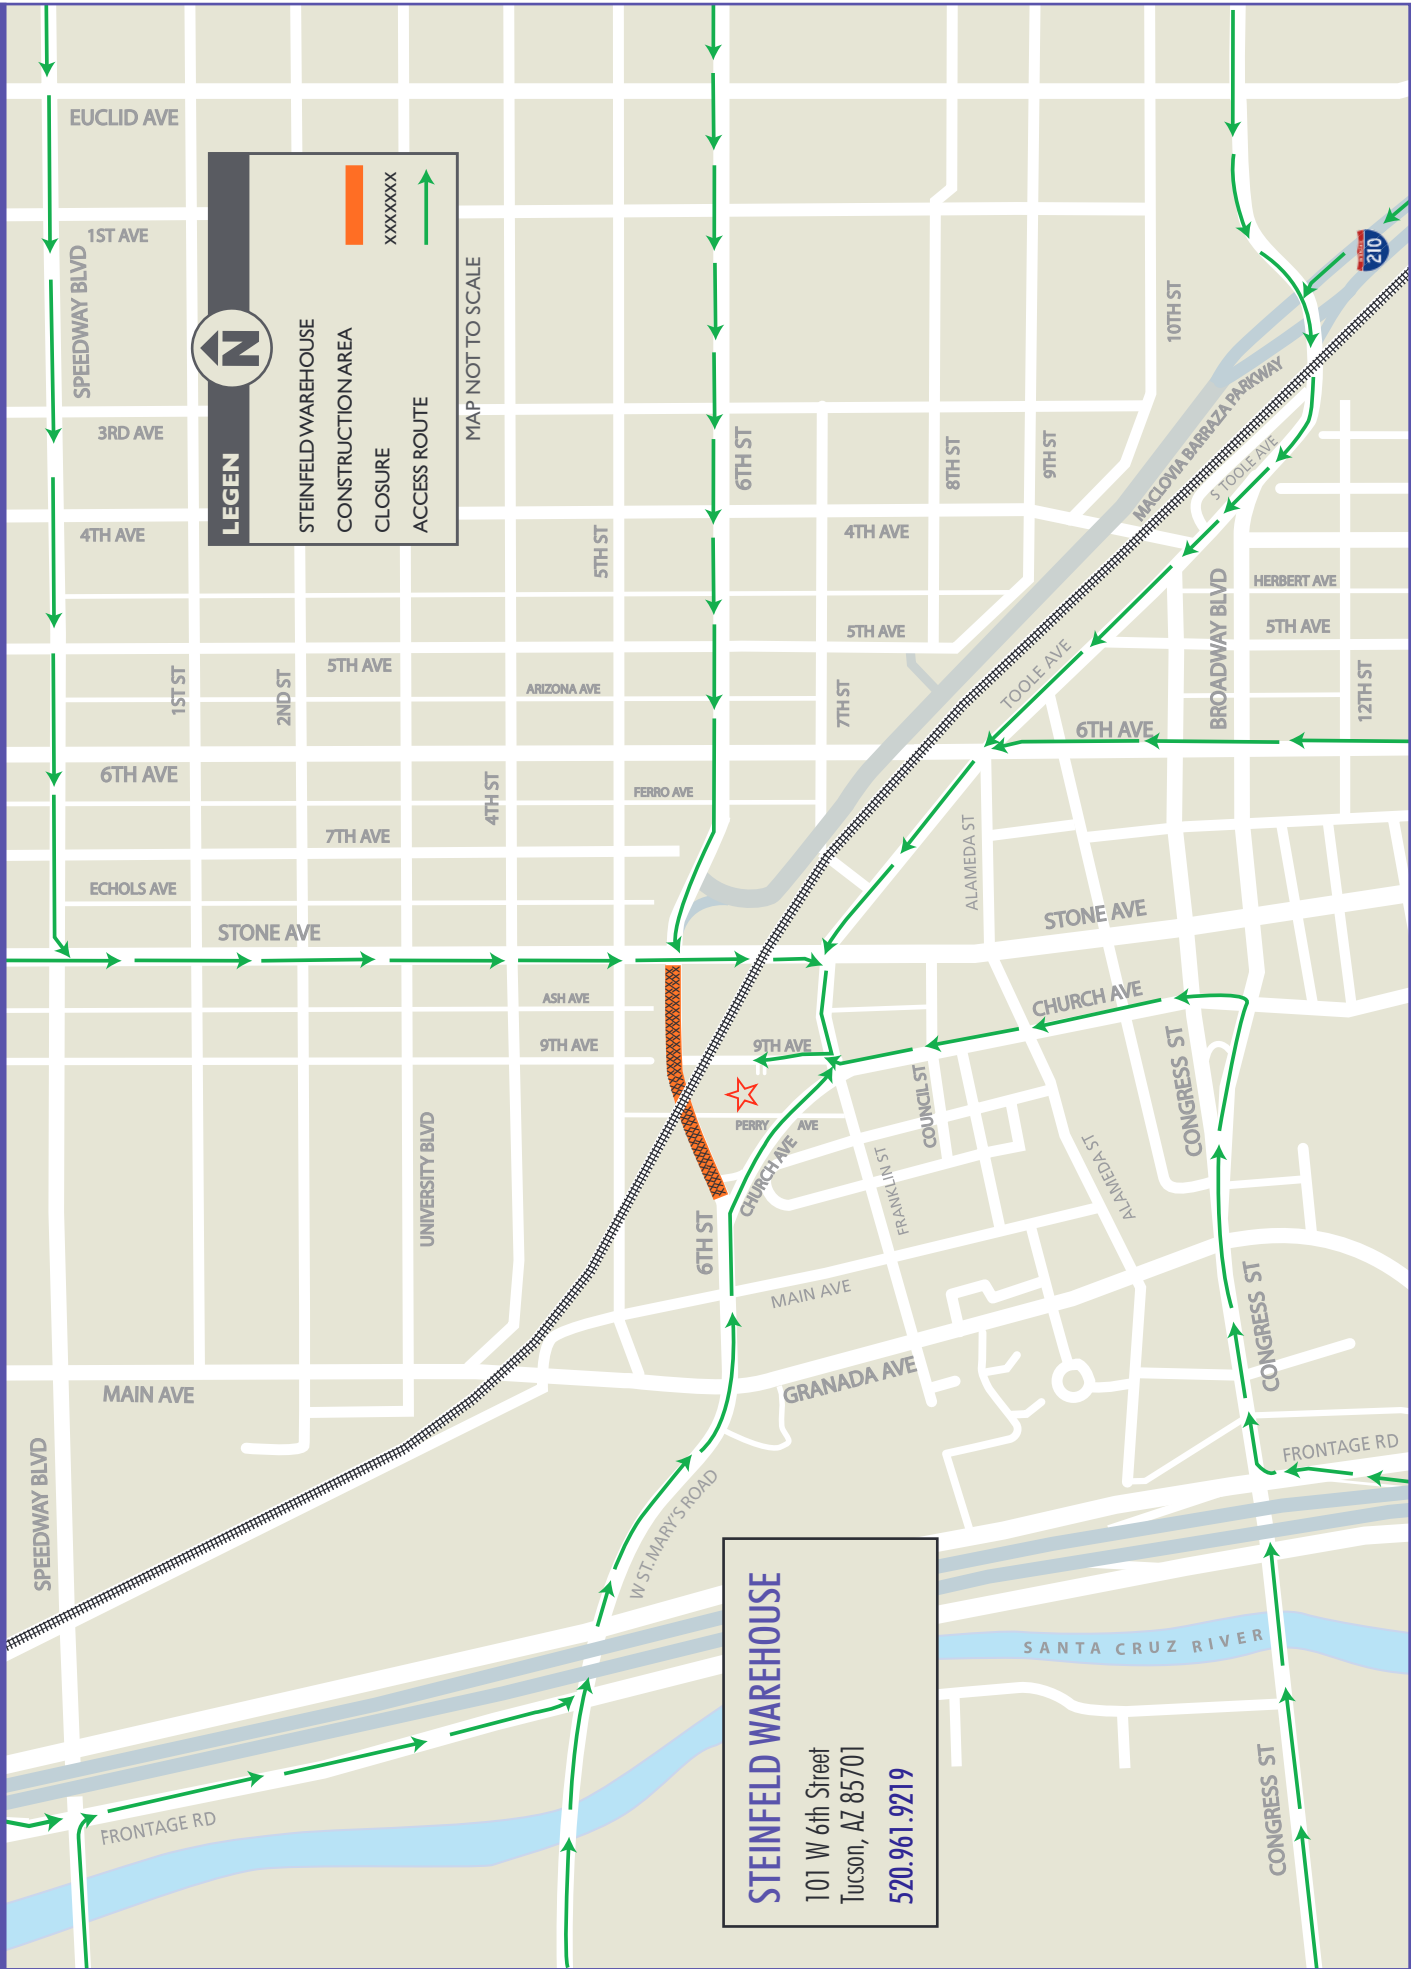 EUCLID AVE
1ST AVE
SPEEDWAY BLVD
3RD AVE
4TH AVE
LEGEN
N
STEINFELD WAREHOUSE
CONSTRUCTION AREA
CLOSURE
XXXXXXX
ACCESS ROUTE
MAP NOT TO SCALE
6TH ST
5TH ST
4TH AVE
5TH AVE
8TH ST
9TH ST
10TH ST
210
MACLOVIA BARRAZA PARKWAY
S TOOLE AVE
TOOLE AVE
HERBERT AVE
5TH AVE
BROADWAY BLVD
12TH ST
6TH AVE
1ST ST
2ND ST
5TH AVE
ARIZONA AVE
7TH ST
6TH AVE
4TH ST
FERRO AVE
7TH AVE
ECHOLS AVE
STONE AVE
ALAMEDA ST
STONE AVE
ASH AVE
9TH AVE
9TH AVE
CHURCH AVE
CONGRESS ST
COUNCIL ST
PERRY AVE
CHURCH AVE
FRANKLIN ST
ALAMEDA ST
UNIVERSITY BLVD
6TH ST
MAIN AVE
GRANADA AVE
CONGRESS ST
MAIN AVE
SPEEDWAY BLVD
FRONTAGE RD
W ST. MARY'S ROAD
SANTA CRUZ RIVER
STEINFELD WAREHOUSE
101 W 6th Street
Tucson, AZ 85701
520.961.9219
FRONTAGE RD
CONGRESS ST